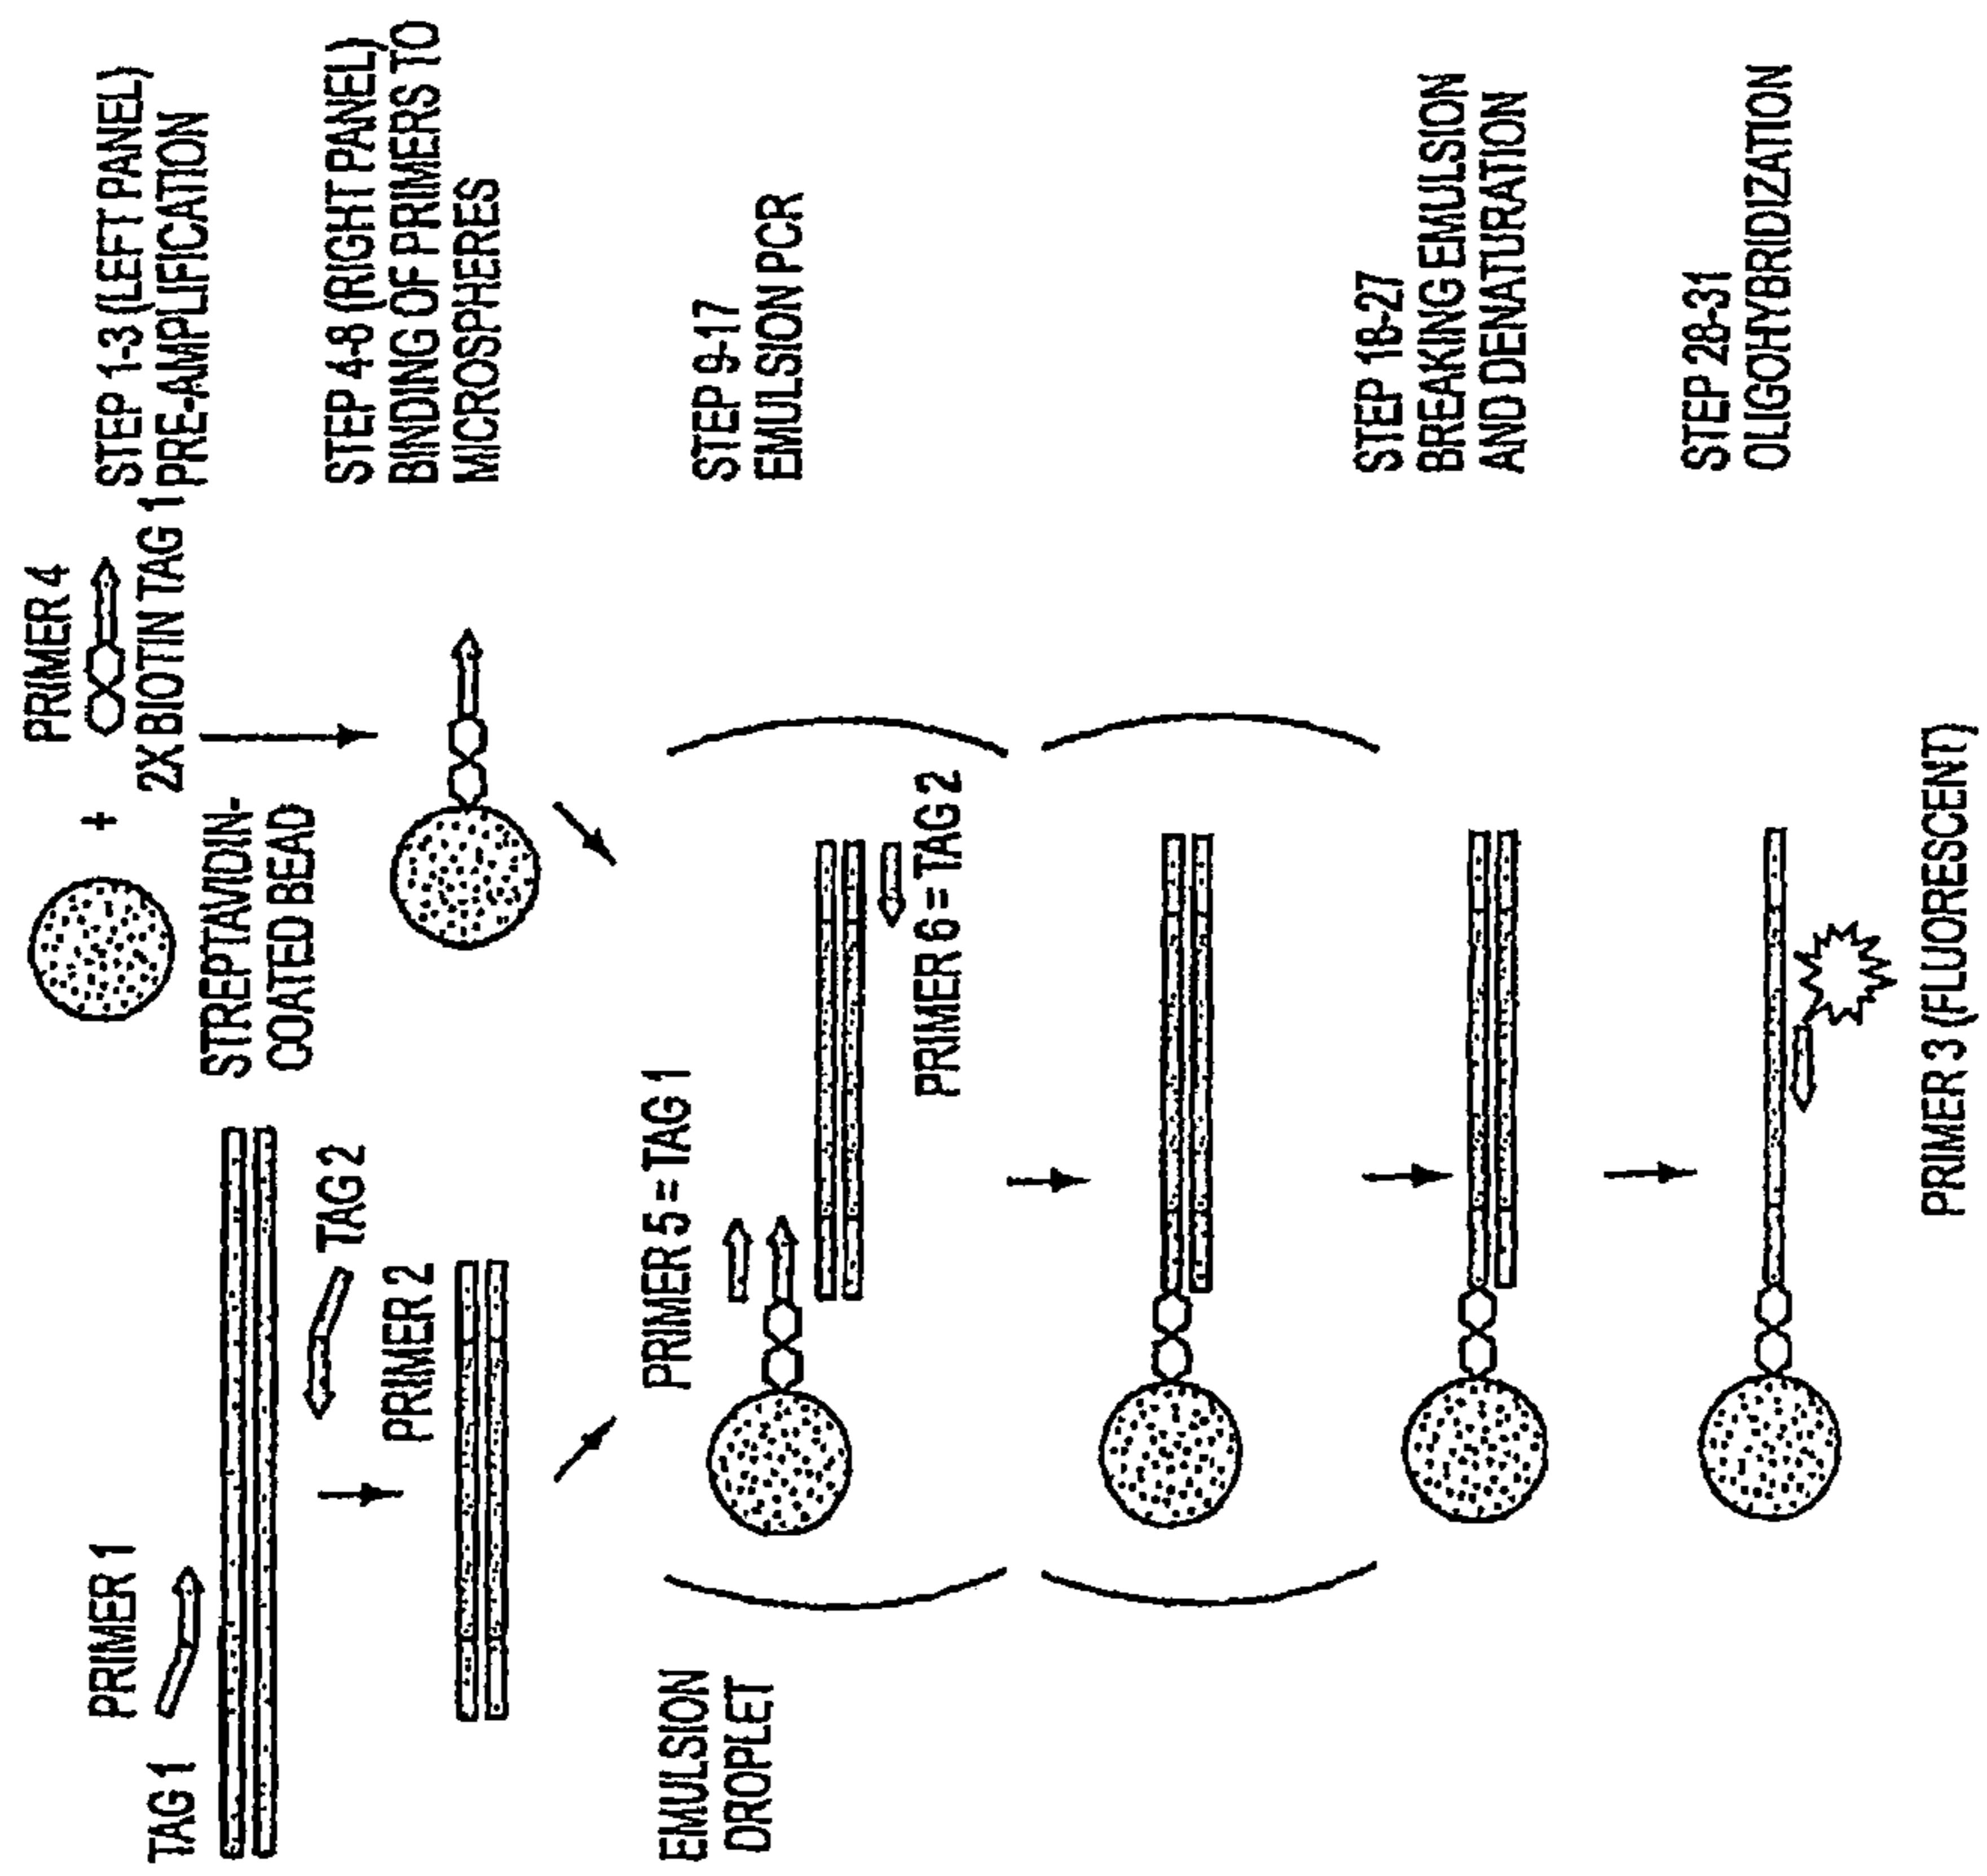 TAG 1
PRIMER 1
TAG 2
PRIMER 2
STREPTAVIDIN-
COATED BEAD
+
PRIMER 4
2X BIOTIN TAG 1
STEP 1-3 (LEFT PANEL)
PRE-AMPLIFICATION
STEP 4-8 (RIGHT PANEL)
BINDING OF PRIMERS TO
MICROSPHERES
EMULSION
DROPLET
PRIMER 5 = TAG 1
PRIMER 6 = TAG 2
STEP 9-17
EMULSION PCR
STEP 18-27
BREAKING EMULSION
AND DENATURATION
STEP 28-31
OLIGOHYBRIDIZATION
PRIMER 3 (FLUORESCENT)